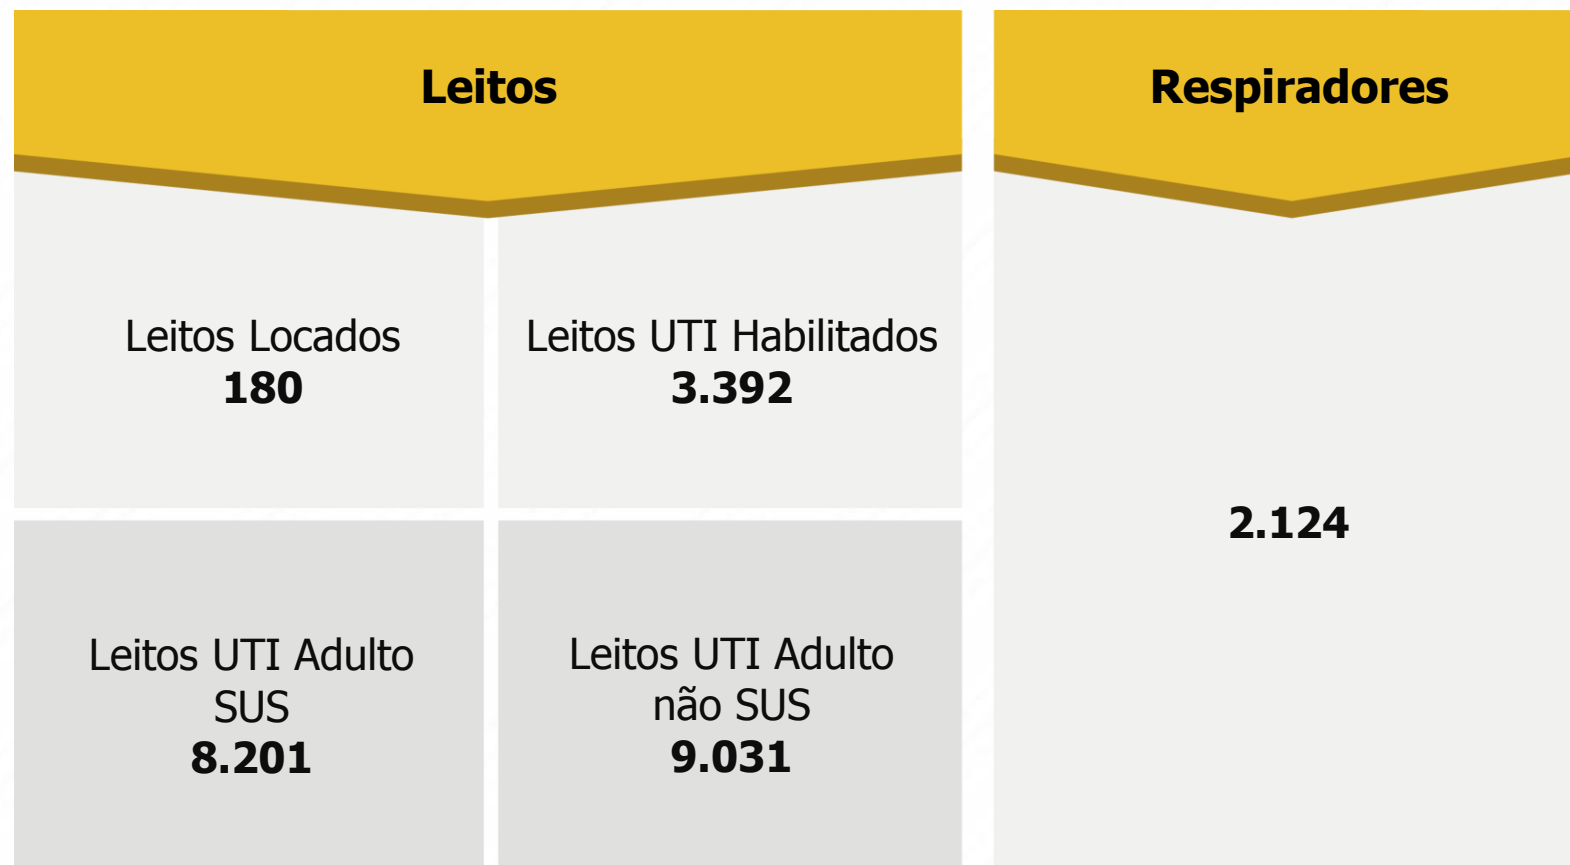 Leitos
Respiradores
Leitos Locados
180
Leitos UTI Habilitados
3.392
2.124
Leitos UTI Adulto
SUS
8.201
Leitos UTI Adulto
não SUS
9.031